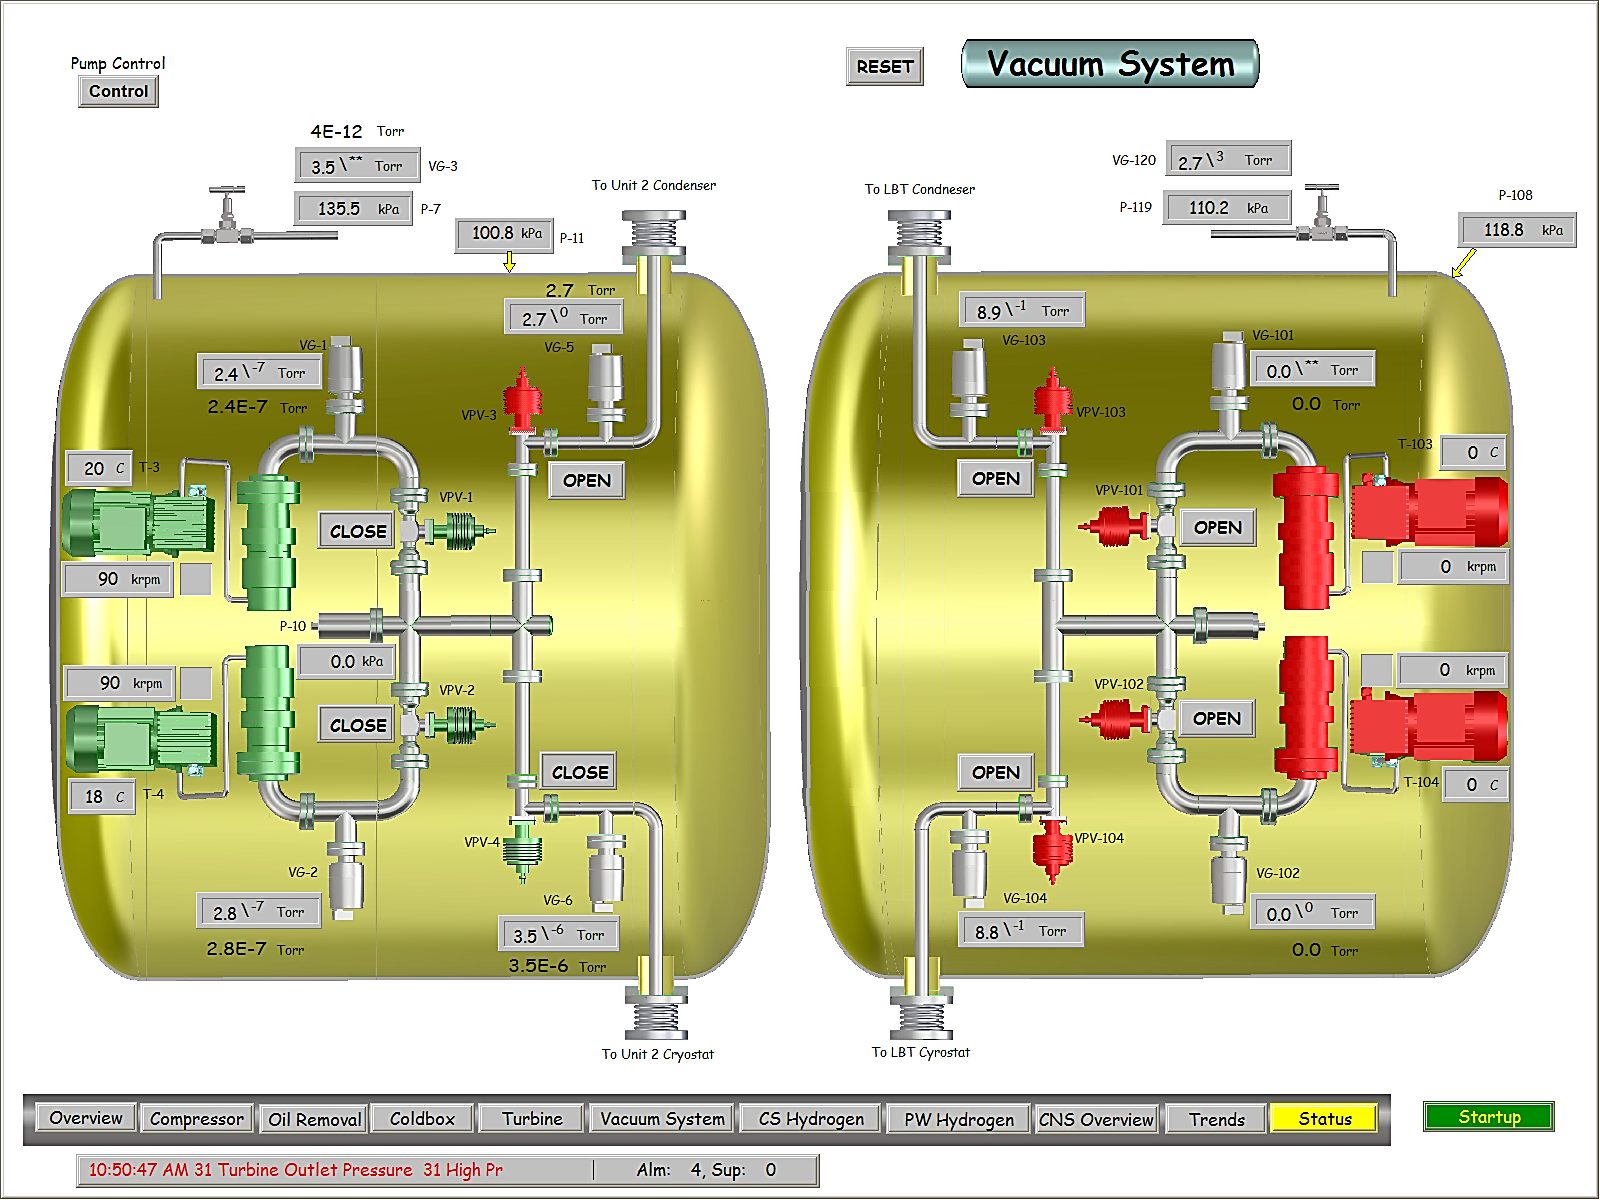 Pump Control
Control
RESET
Vacuum System
4E-12 Torr
3.5 \** Torr VG-3
135.5 kPa P-7
100.8 kPa P-11
To Unit 2 Condenser
To LBT Condneser
VG-120 2.7 \3 Torr
P-119 110.2 kPa
P-108
118.8 kPa
2.7 Torr
2.7 \0 Torr
VG-5
VG-1
2.4 \-7 Torr
2.4E-7 Torr
VPV-3
OPEN
20 C T-3
VPV-1
CLOSE
90 krpm
P-10
0.0 kPa
90 krpm
VPV-2
CLOSE
18 C T-4
CLOSE
VPV-4
VG-2
2.8 \-7 Torr
2.8E-7 Torr
VG-6
3.5 \-6 Torr
3.5E-6 Torr
To Unit 2 Cryostat
8.9 \-1 Torr
VG-103
VG-101
0.0 \** Torr
0.0 Torr
VPV-103
OPEN
T-103 0 C
VPV-101
OPEN
0 krpm
0 krpm
VPV-102
OPEN
T-104 0 C
OPEN
VPV-104
VG-102
VG-104
8.8 \-1 Torr
0.0 \0 Torr
0.0 Torr
To LBT Cyrostat
Overview Compressor Oil Removal Coldbox Turbine Vacuum System CS Hydrogen PW Hydrogen CNS Overview Trends Status Startup
10:50:47 AM 31 Turbine Outlet Pressure 31 High Pr Alm: 4, Sup: 0